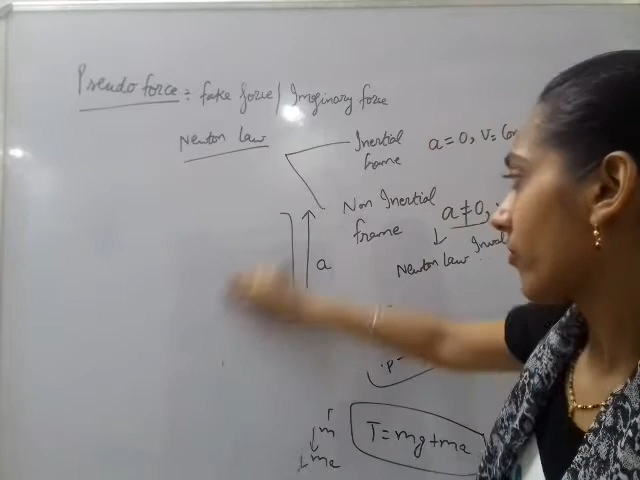 Pseudo force = fake force / Imaginary force
Newton Law
Inertial frame
a = 0, v =
Non Inertial frame
a ≠ 0,
Newton Law
a
T = mg + ma
m
ma